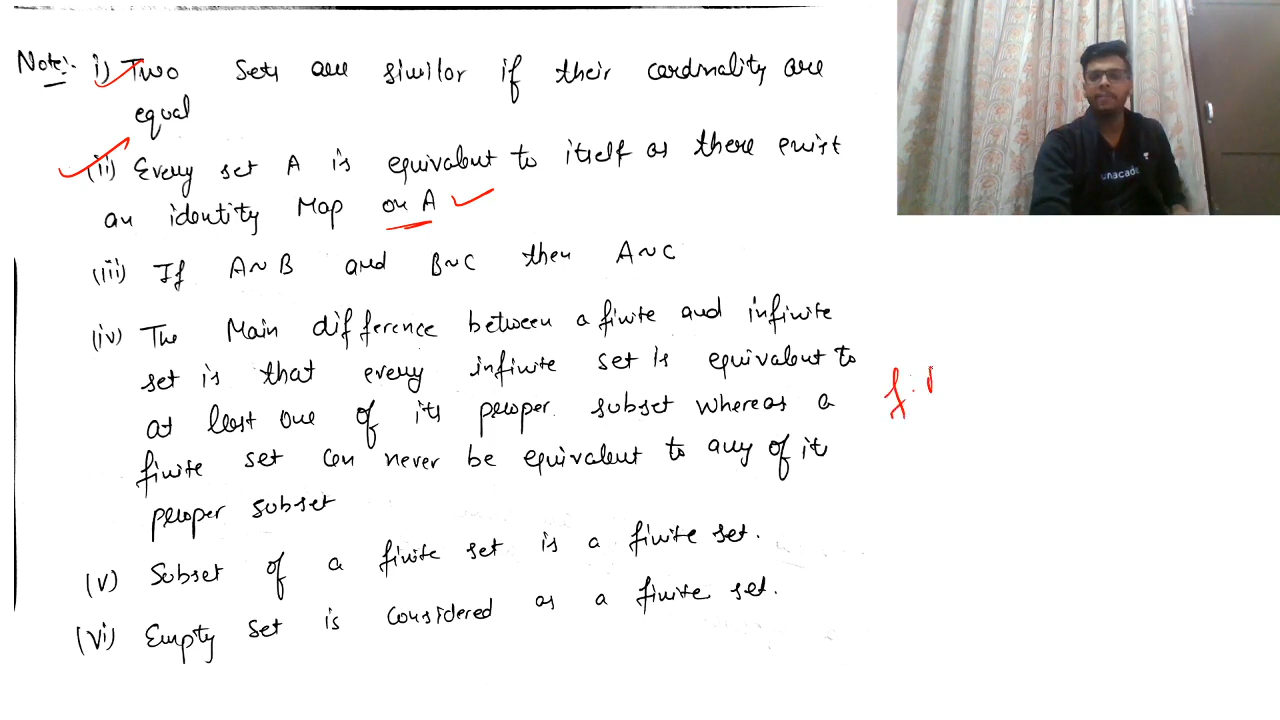 Note:- i) Two sets are similar if their cardinality are
equal
(ii) Every set A is equivalent to itself as there exist
an identity Map on A
(iii) If A~B and B~C then A~C
(iv) The Main difference between a finite and infinite
set is that every infinite set is equivalent to
at least one of its proper subset whereas a
finite set can never be equivalent to any of its
proper subset
(v) Subset of a finite set is a finite set.
(vi) Empty set is considered as a finite set.
unacade